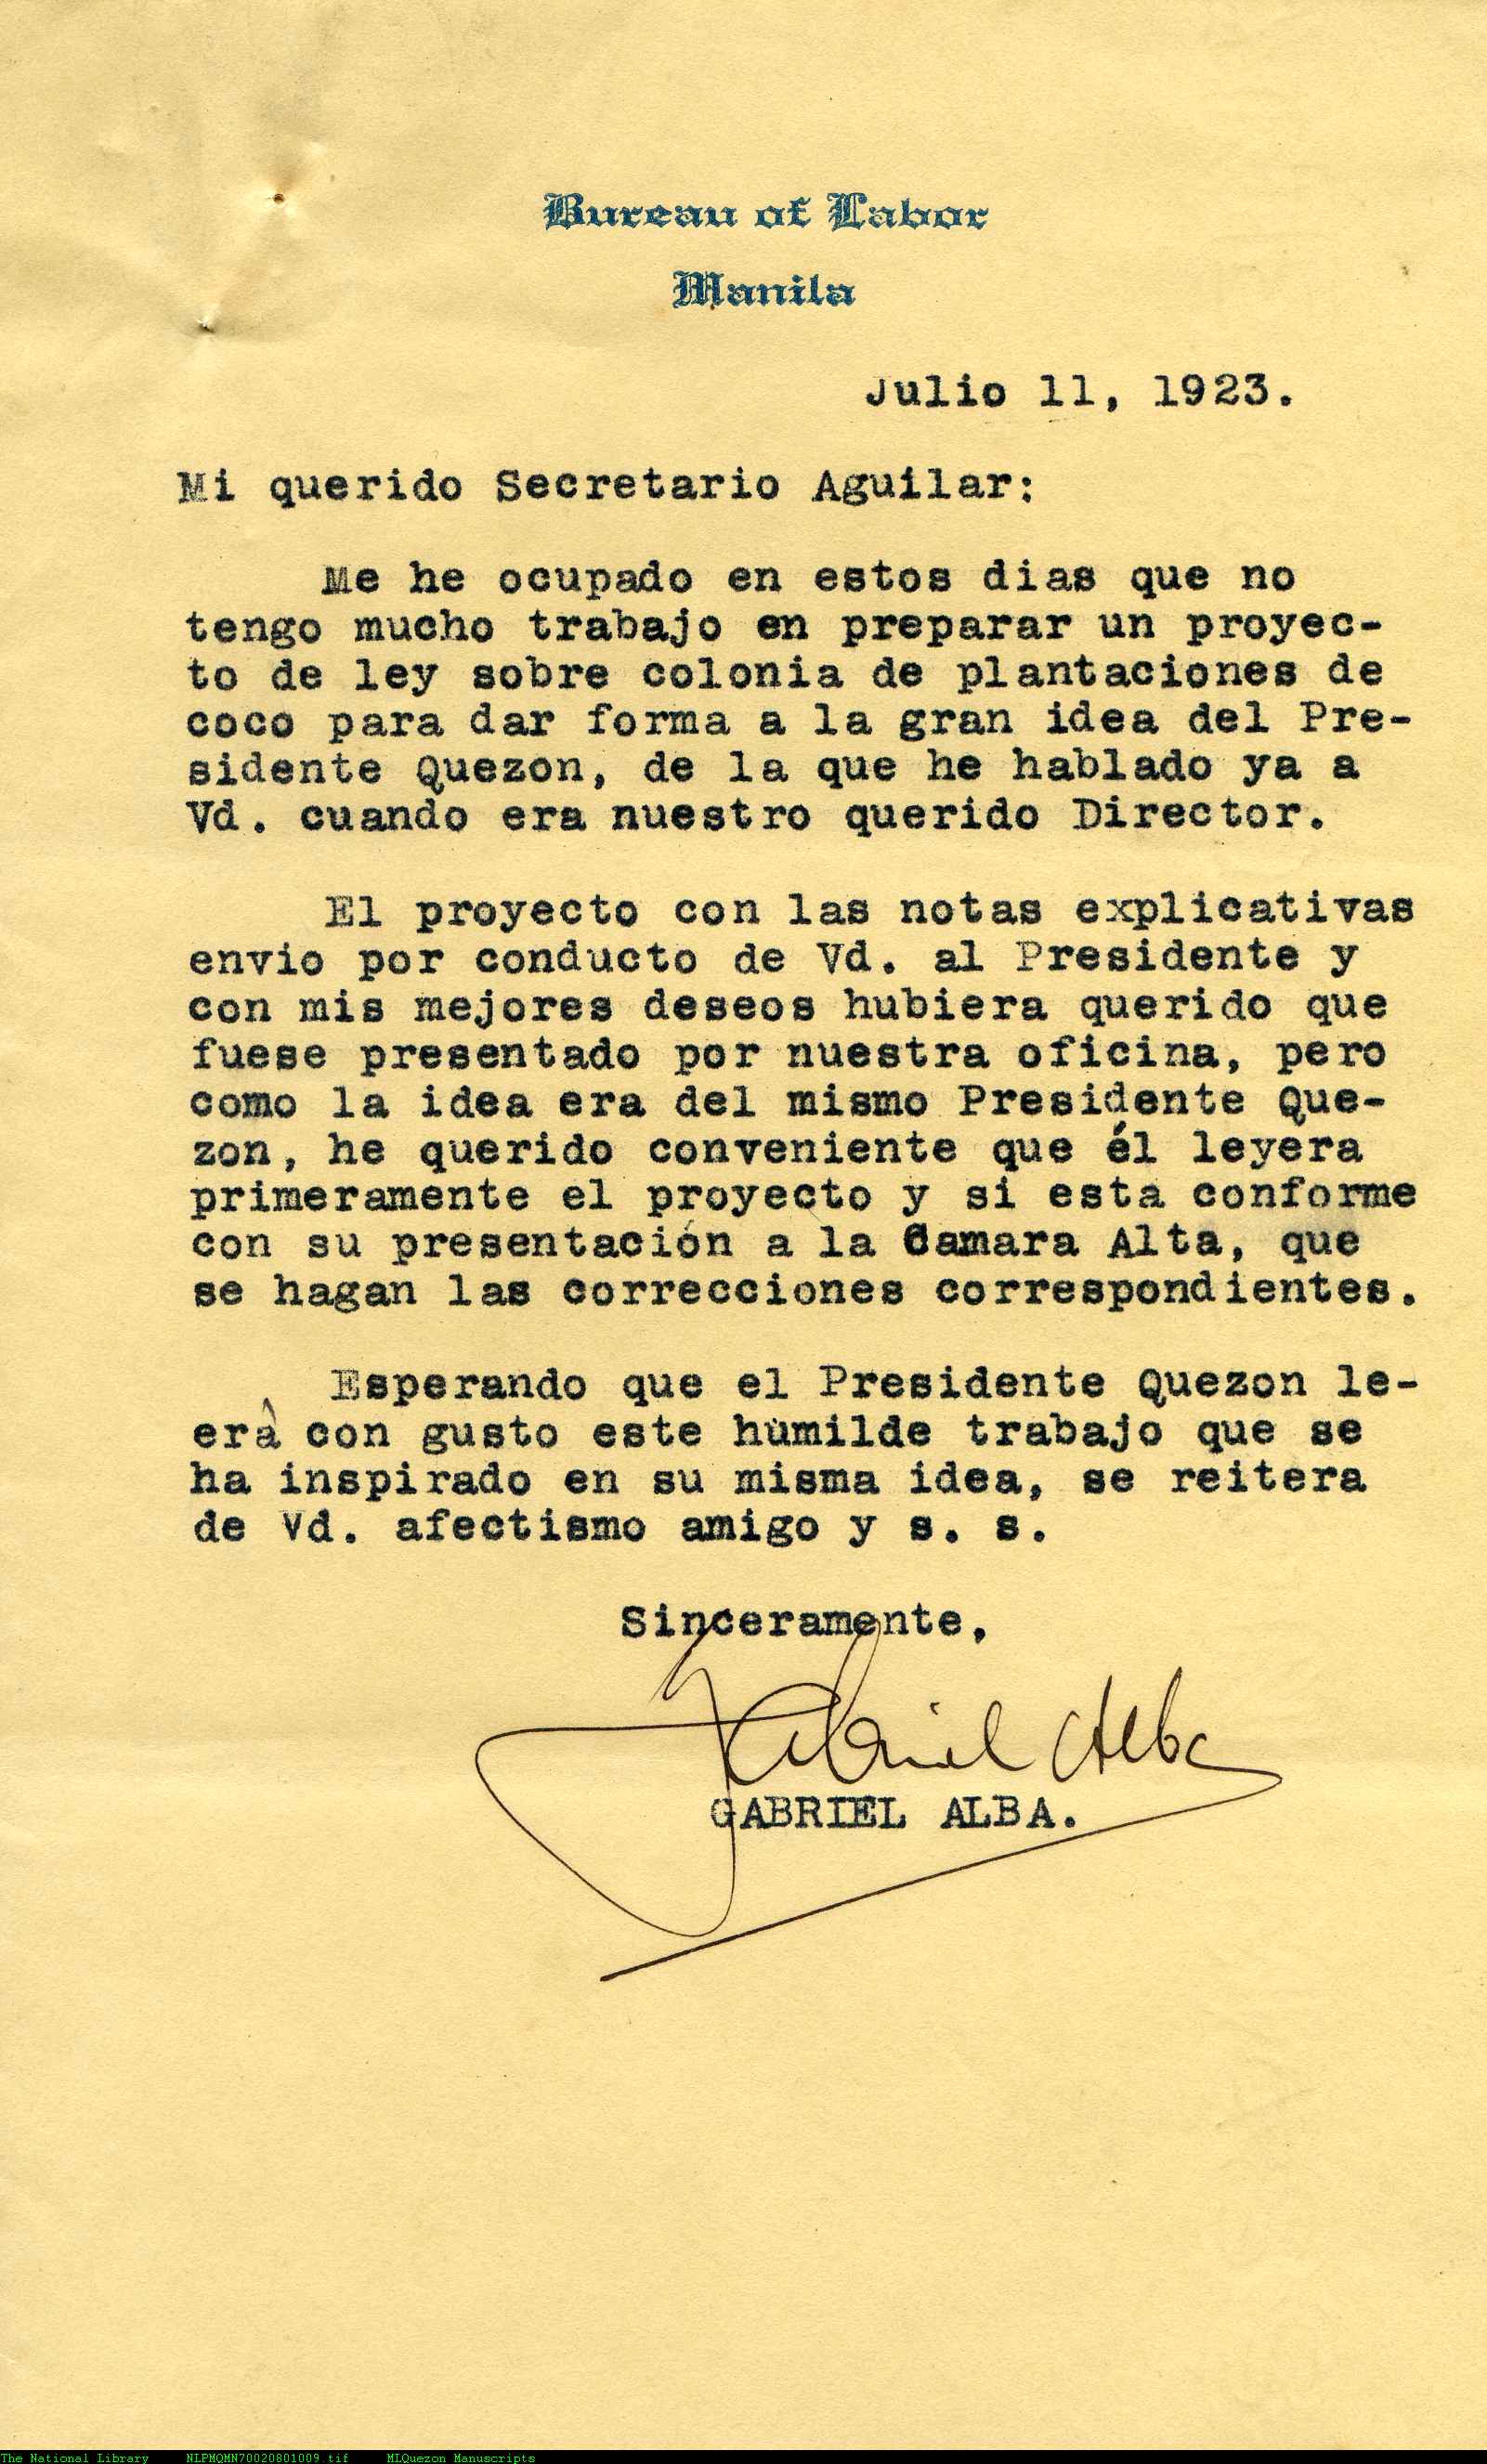 Bureau of Labor
Manila
Julio 11, 1923.
Mi querido Secretario Aguilar:
Me he ocupado en estos dias que no
tengo mucho trabajo en preparar un proyec-
to de ley sobre colonia de plantaciones de
coco para dar forma a la gran idea del Pre-
sidente Quezon, de la que he hablado ya a
Vd. cuando era nuestro querido Director.
El proyecto con las notas explicativas
envio por conducto de Vd. al Presidente y
con mis mejores deseos hubiera querido que
fuese presentado por nuestra oficina, pero
como la idea era del mismo Presidente Que-
zon, he querido conveniente que él leyera
primeramente el proyecto y si esta conforme
con su presentación a la Camara Alta, que
se hagan las correcciones correspondientes.
Esperando que el Presidente Quezon le-
erá con gusto este humilde trabajo que se
ha inspirado en su misma idea, se reitera
de Vd. afectismo amigo y s. s.
Sinceramente,
Gabriel Alba
GABRIEL ALBA.
The National Library NLPMQMN70020801009.tif MLQuezon Manuscripts